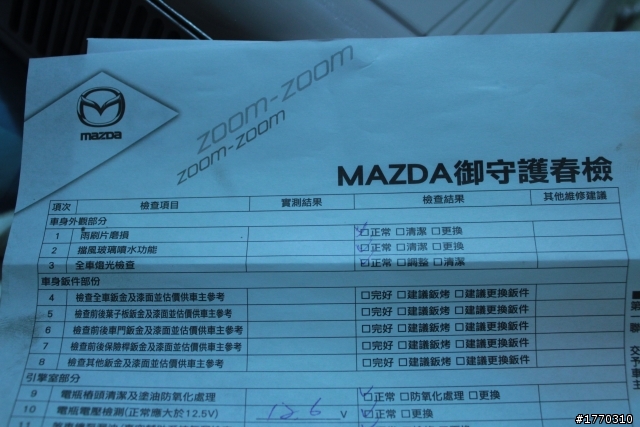 mazda
zoom-zoom
zoom-zoom
MAZDA御守護春檢
項次 檢查項目 實測結果 檢查結果 其他維修建議
車身外觀部分
1 雨刷片磨損 ☑正常 □清潔 □更換
2 擋風玻璃噴水功能 ☑正常 □清潔 □更換
3 全車燈光檢查 ☑正常 □調整 □清潔
車身鈑件部份
4 檢查全車鈑金及漆面並估價供車主參考 □完好 □建議鈑烤 □建議更換鈑件
5 檢查前後葉子板鈑金及漆面並估價供車主參考 □完好 □建議鈑烤 □建議更換鈑件
6 檢查前後車門鈑金及漆面並估價供車主參考 □完好 □建議鈑烤 □建議更換鈑件
7 檢查前後保險桿鈑金及漆面並估價供車主參考 □完好 □建議鈑烤 □建議更換鈑件
8 檢查其他鈑金及漆面並估價供車主參考 □完好 □建議鈑烤 □建議更換鈑件
引擎室部分
9 電瓶樁頭清潔及塗油防氧化處理 ☑正常 □防氧化處理 □更換
10 電瓶電壓檢測(正常應大於12.5V) 12.6 V ☑正常 □更換
#1770310